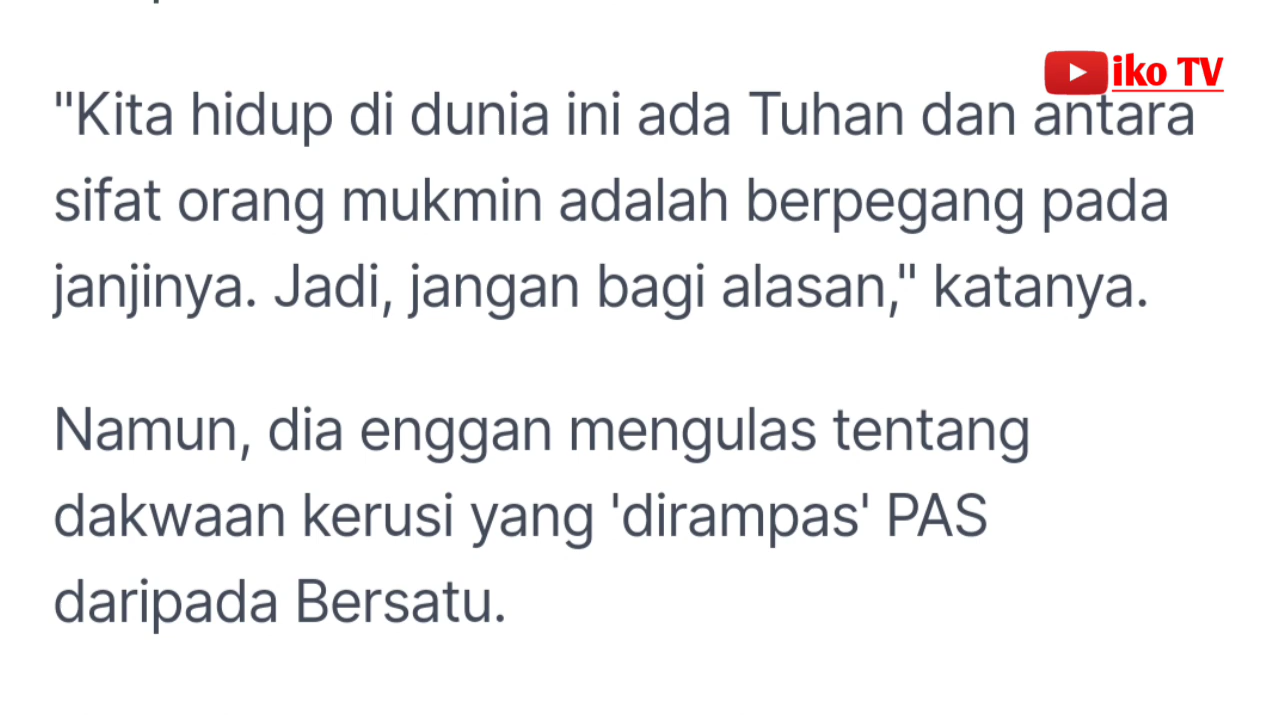 iko TV
"Kita hidup di dunia ini ada Tuhan dan antara
sifat orang mukmin adalah berpegang pada
janjinya. Jadi, jangan bagi alasan," katanya.
Namun, dia enggan mengulas tentang
dakwaan kerusi yang 'dirampas' PAS
daripada Bersatu.